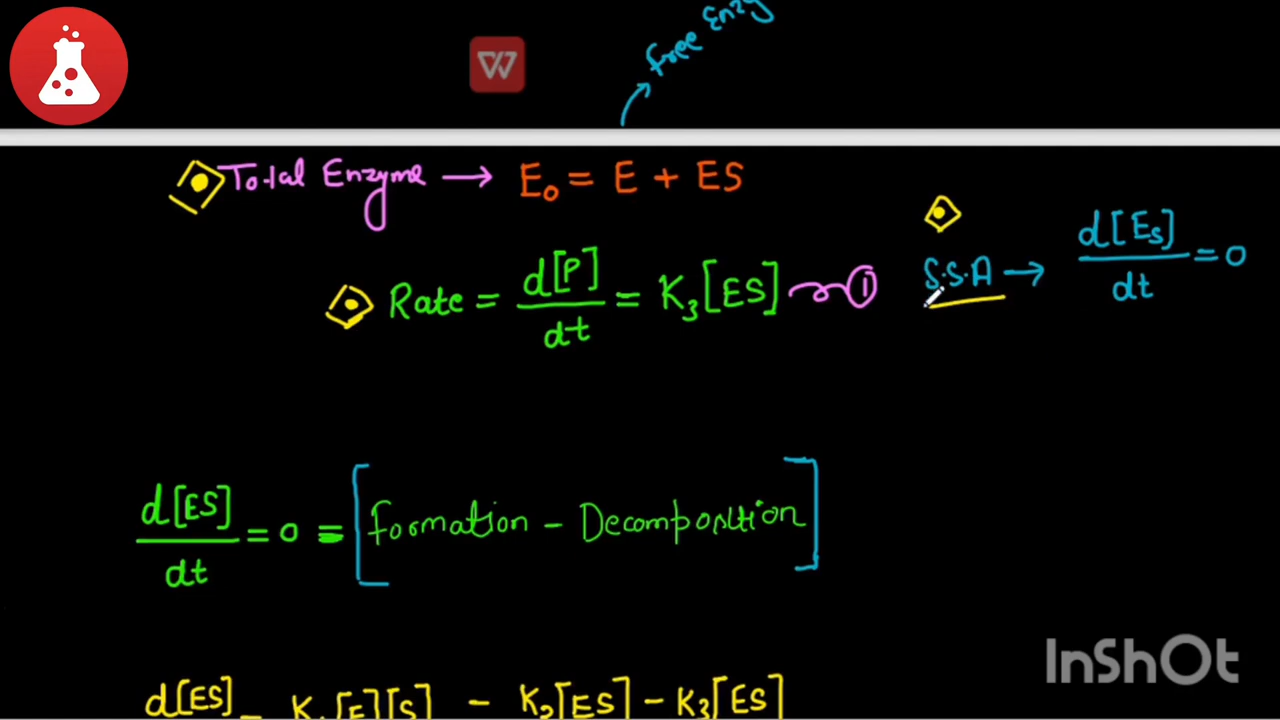 free Enzy
Total Enzyme → E₀ = E + ES
Rate = d[P]/dt = K₃[ES] ①
S.S.A → d[Es]/dt = 0
d[ES]/dt = 0 = [formation - Decomposition]
d[ES] = K₁[E][S] - K₂[ES] - K₃[ES]
InShOt